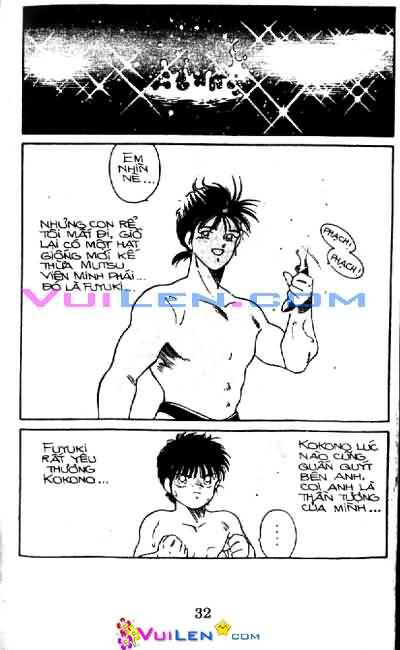 EM
NHÌN
NÈ...
NHƯNG CON RỂ
TÔI MẤT ĐI, GIỜ
LẠI CÓ MỘT HẠT
GIỐNG MỚI KẾ
THỪA MUTSU
VIÊN MINH PHÁI...
ĐÓ LÀ FUYUKI.
PHẠCH!
PHẠCH!
VUILEN.COM
KOKONO LÚC
NÀO CŨNG
QUẤN QUÝT
BÊN ANH,
COI ANH LÀ
THẦN TƯỢNG
CỦA MÌNH...
FUYUKI
RẤT YÊU
THƯƠNG
KOKONO...
...
32
VUILEN.COM